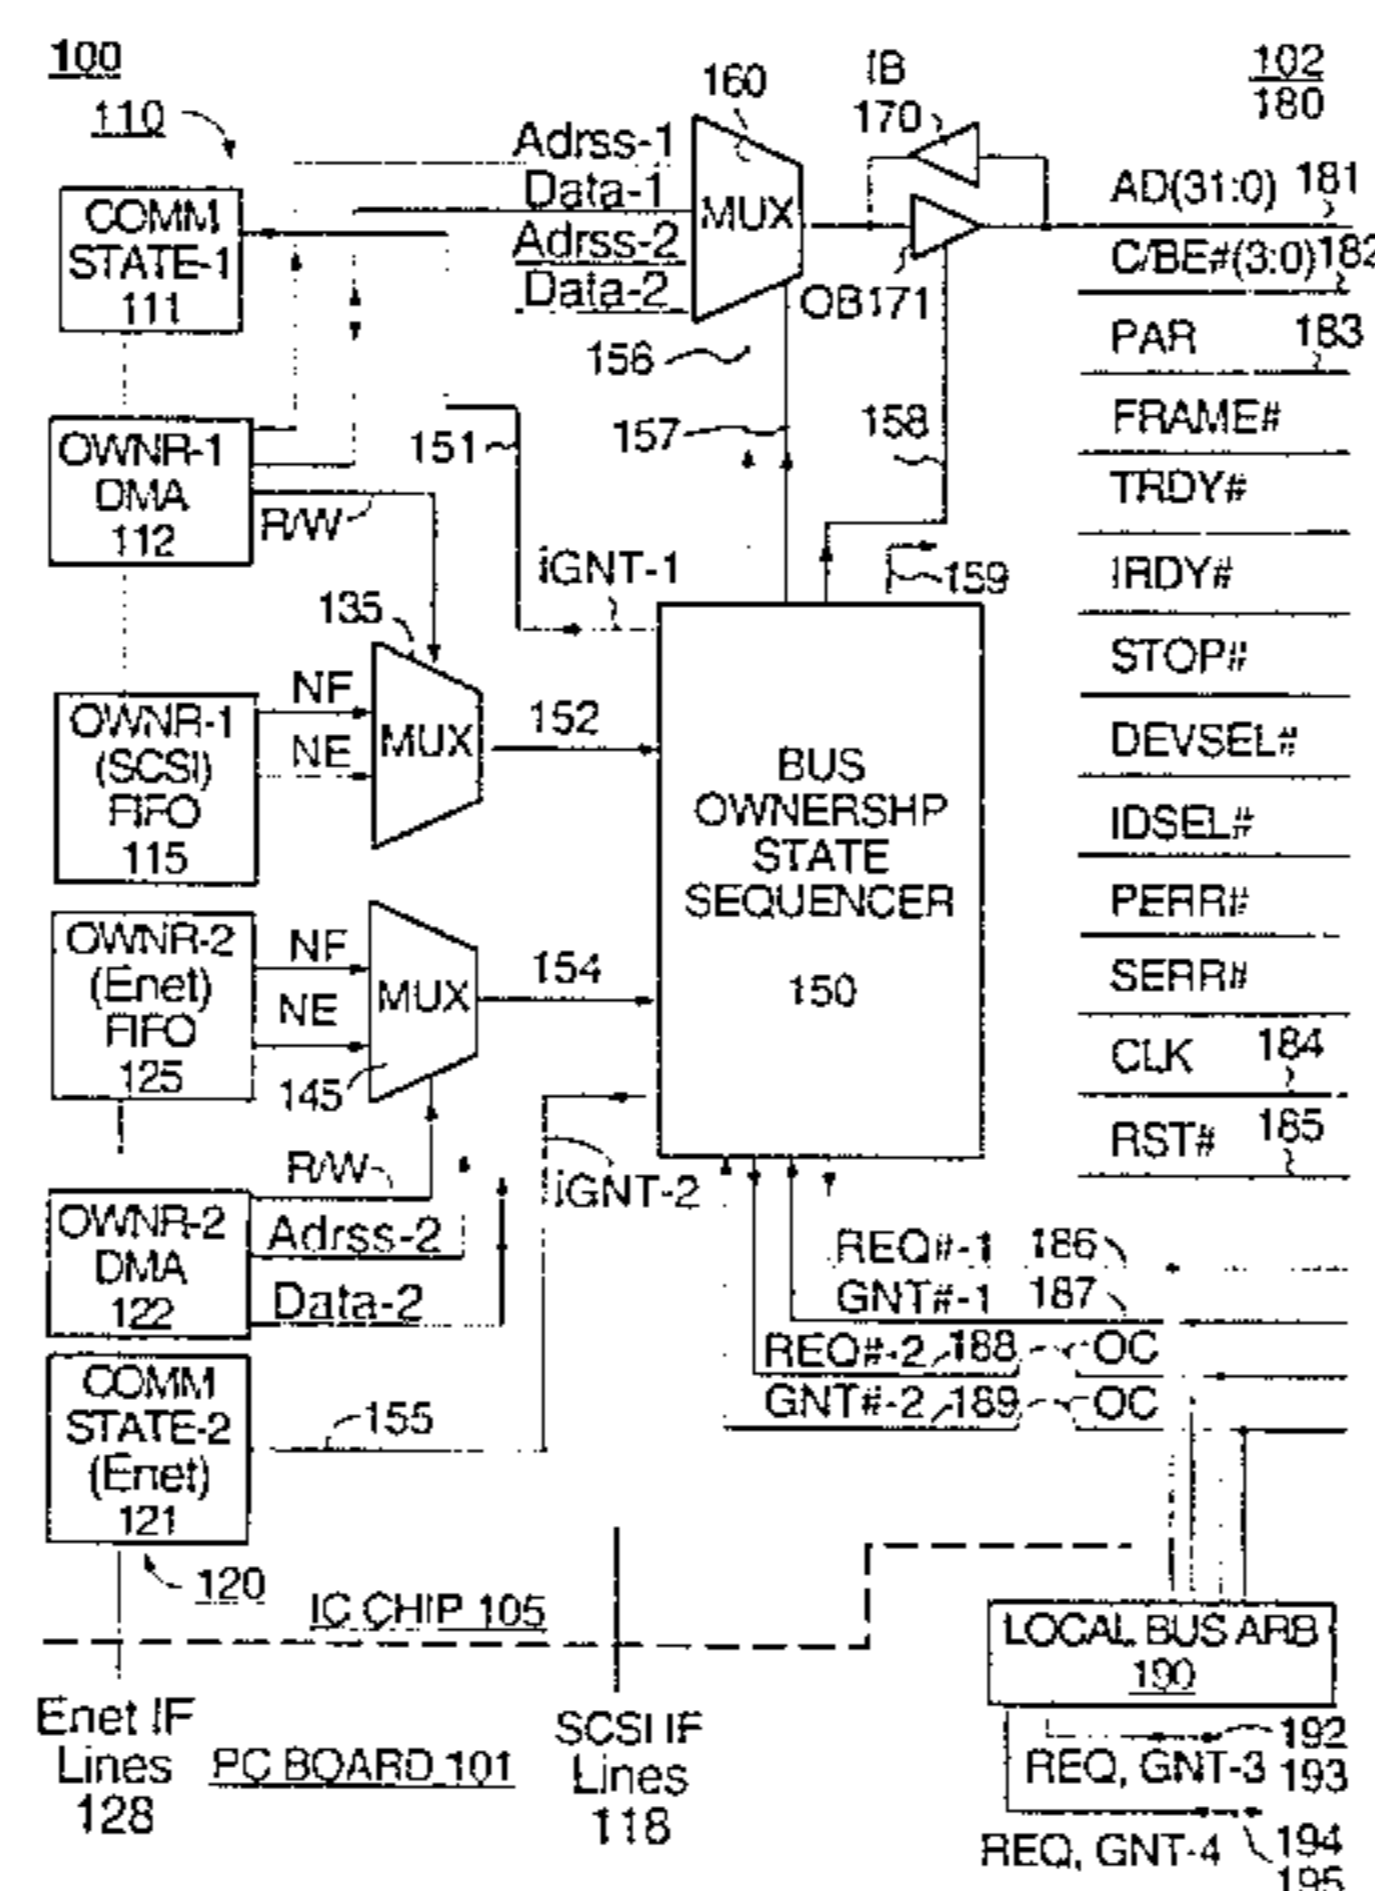 100
110
160
IB
170
102
180
Adrss-1
Data-1
Adrss-2
Data-2
MUX
OB171
AD(31:0) 181
C/BE#(3:0) 182
PAR 183
FRAME#
TRDY#
IRDY#
STOP#
DEVSEL#
IDSEL#
PERR#
SERR#
CLK 184
RST# 185
COMM
STATE-1
111
156
157
158
151
159
OWNR-1
DMA
112
R/W
iGNT-1
135
OWNR-1
(SCSI)
FIFO
115
NF
NE
MUX
152
BUS
OWNERSHP
STATE
SEQUENCER
150
OWNR-2
(Enet)
FIFO
125
NF
NE
MUX
145
154
R/W
iGNT-2
OWNR-2
DMA
122
Adrss-2
Data-2
REQ#-1 186
GNT#-1 187
REQ#-2 188 OC
GNT#-2 189 OC
COMM
STATE-2
(Enet)
121
155
120
IC CHIP 105
LOCAL BUS ARB
190
Enet IF
Lines
128
PC BOARD 101
SCSI IF
Lines
118
192
REQ, GNT-3 193
REQ, GNT-4 194
195